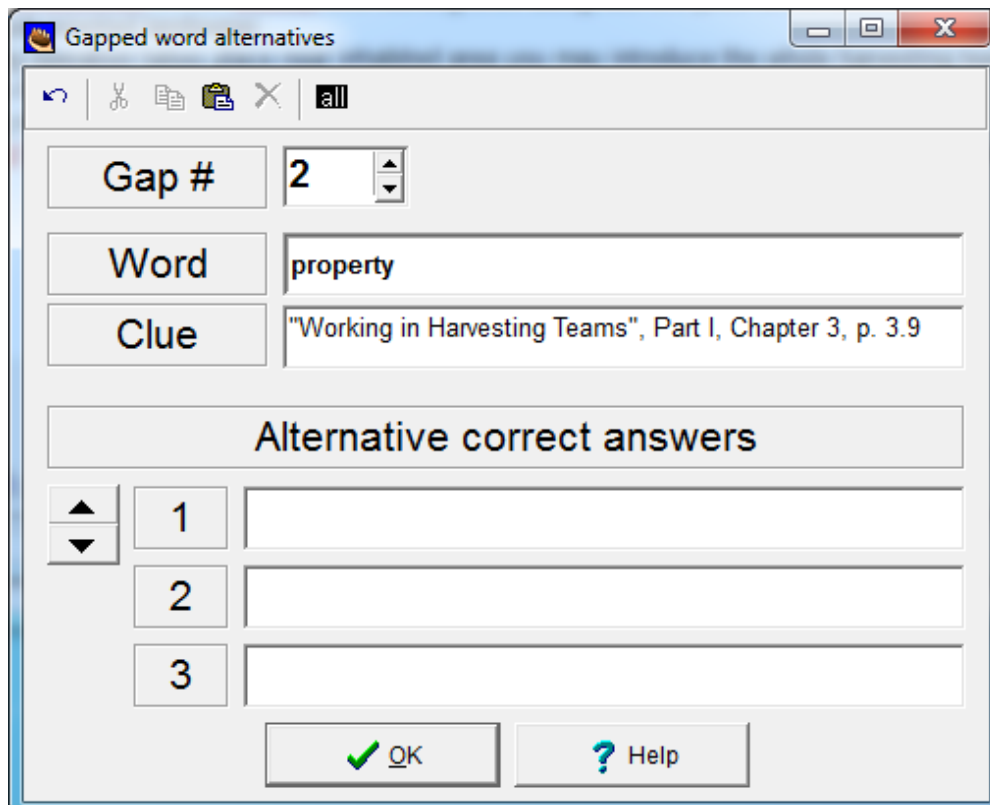 Gapped word alternatives
all
Gap #
2
Word
property
Clue
"Working in Harvesting Teams", Part I, Chapter 3, p. 3.9
Alternative correct answers
1
2
3
OK
? Help